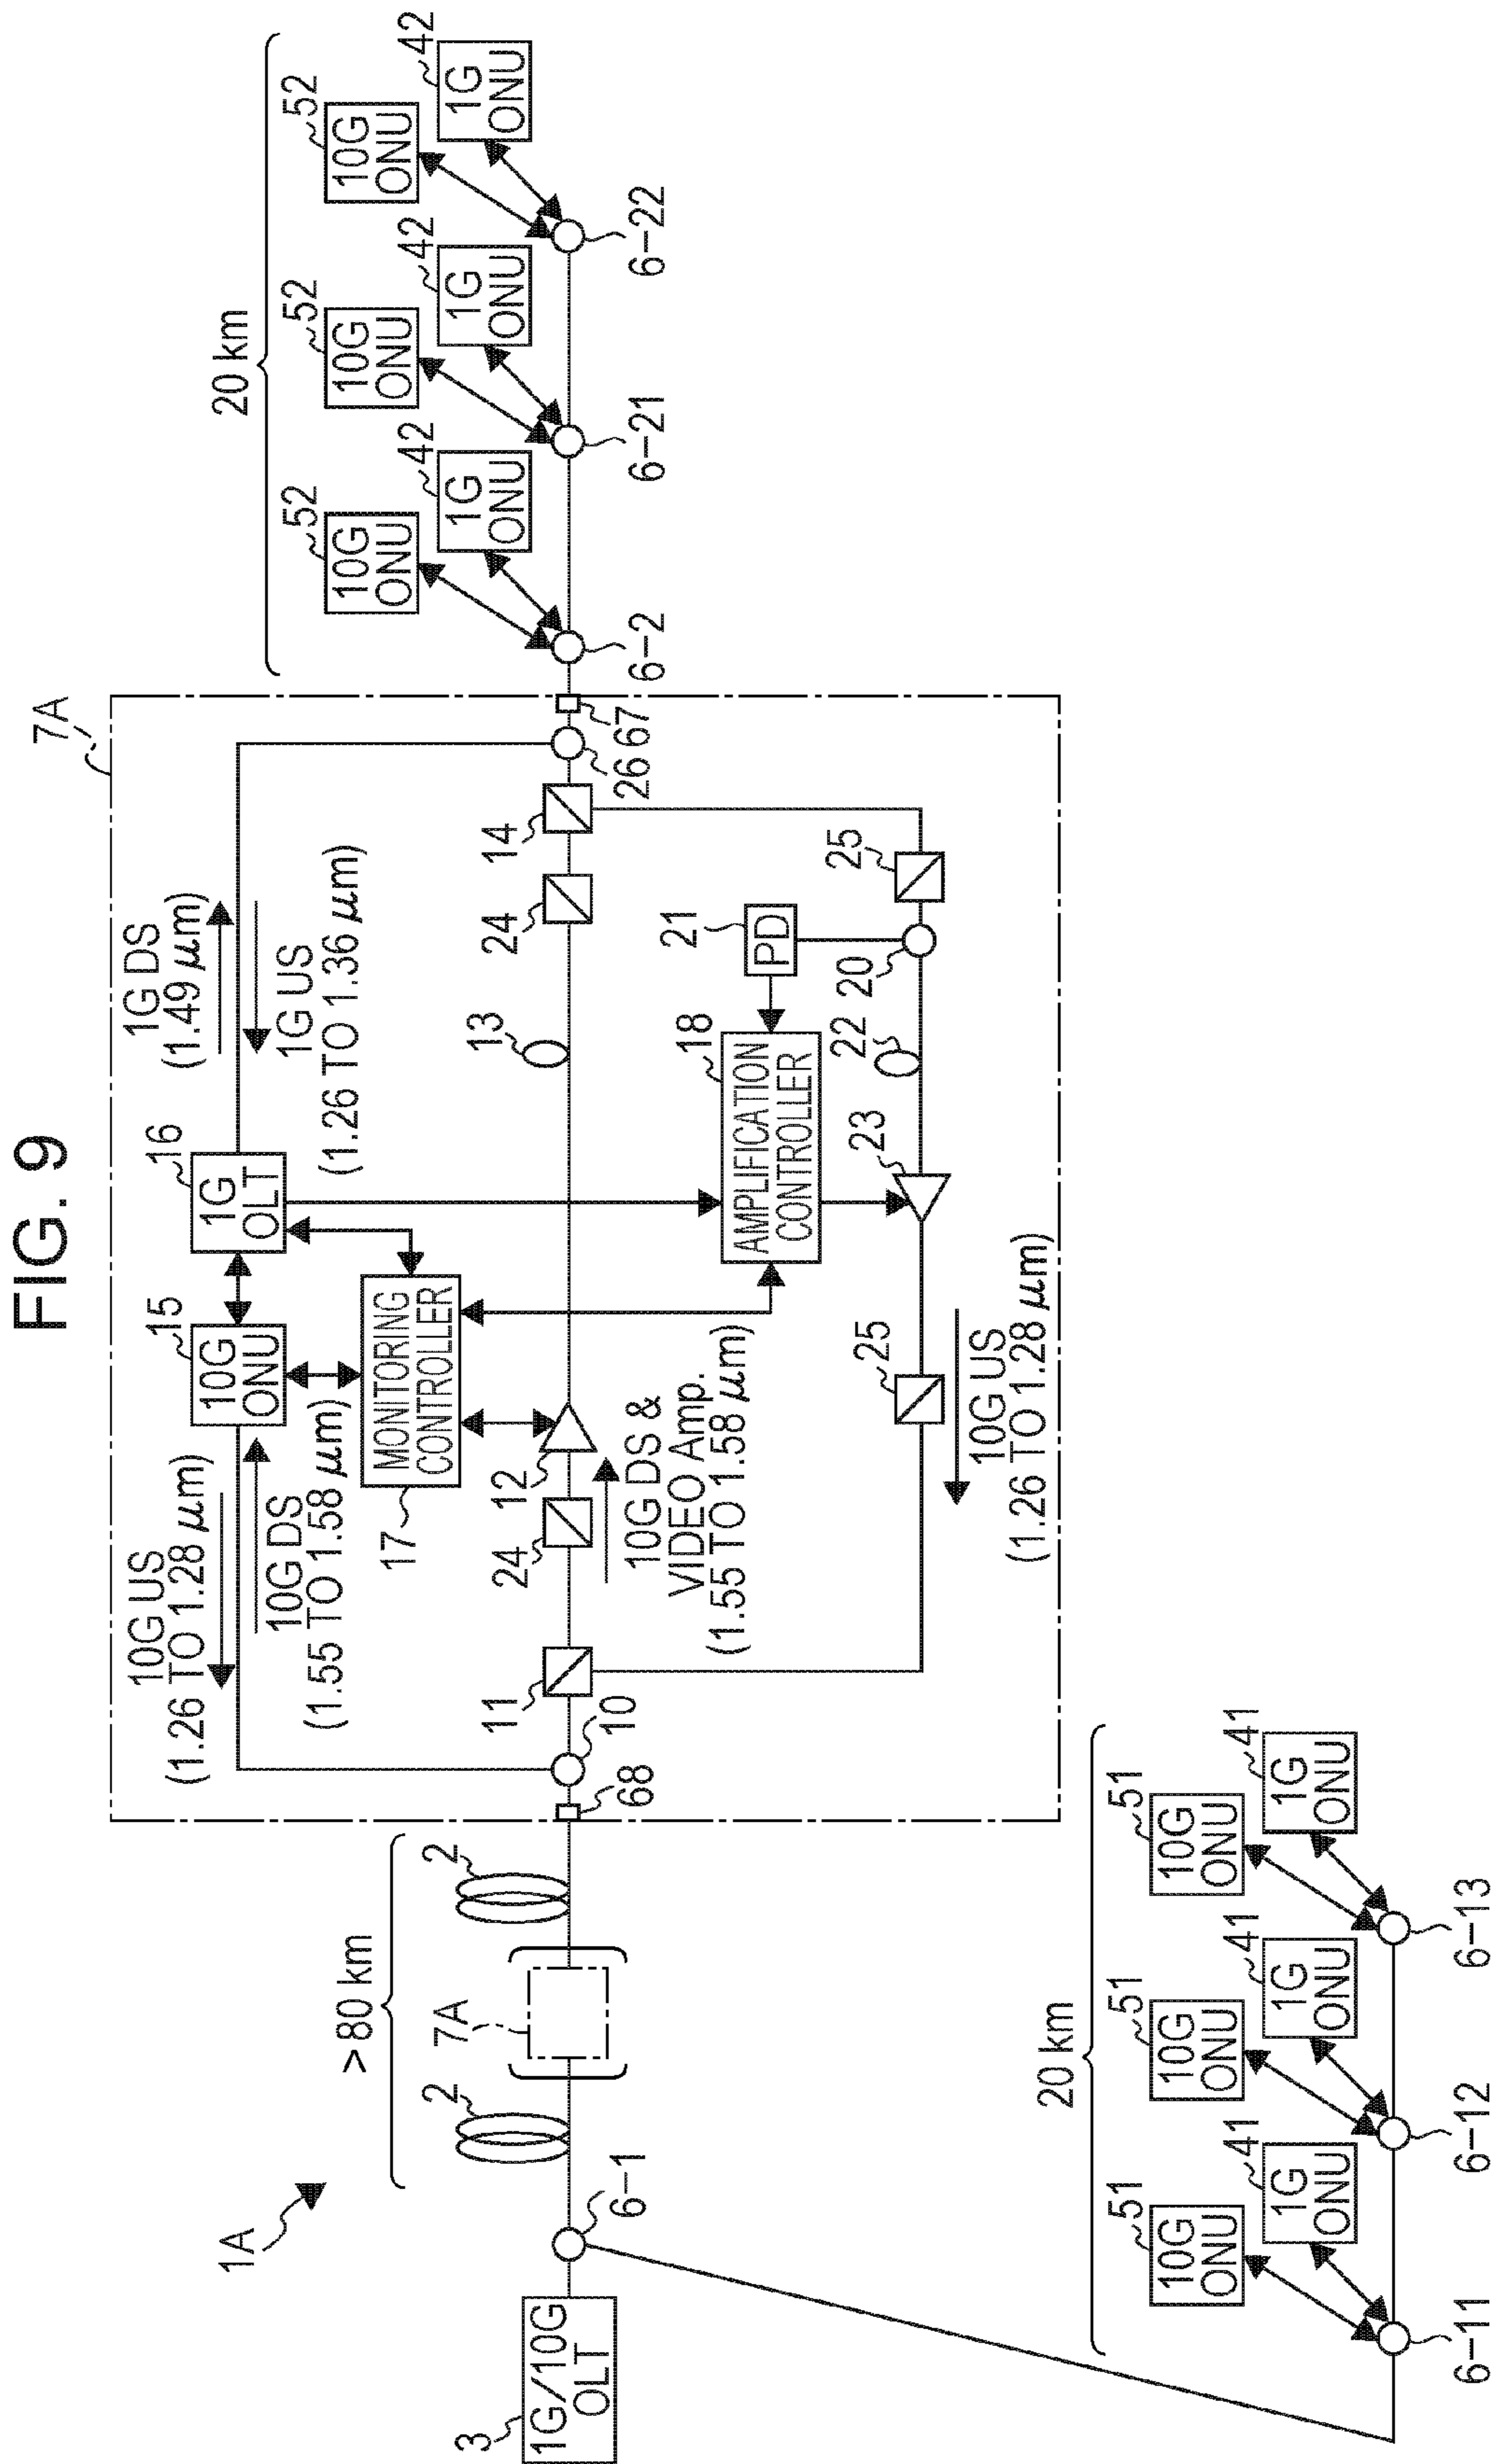 FIG. 9
1A
3
1G/10G
OLT
6-1
> 80 km
2
7A
2
7A
68
10
11
24
12
13
24
14
26
67
10G US
(1.26 TO 1.28 μm)
10G DS
(1.55 TO 1.58 μm)
15
10G
ONU
16
1G
OLT
1G DS
(1.49 μm)
1G US
(1.26 TO 1.36 μm)
17
MONITORING
CONTROLLER
10G DS &
VIDEO Amp.
(1.55 TO 1.58 μm)
18
AMPLIFICATION
CONTROLLER
21
PD
20
22
23
25
25
10G US
(1.26 TO 1.28 μm)
20 km
52
10G
ONU
42
1G
ONU
52
10G
ONU
42
1G
ONU
52
10G
ONU
42
1G
ONU
6-2
6-21
6-22
20 km
51
10G
ONU
41
1G
ONU
51
10G
ONU
41
1G
ONU
51
10G
ONU
41
1G
ONU
6-11
6-12
6-13